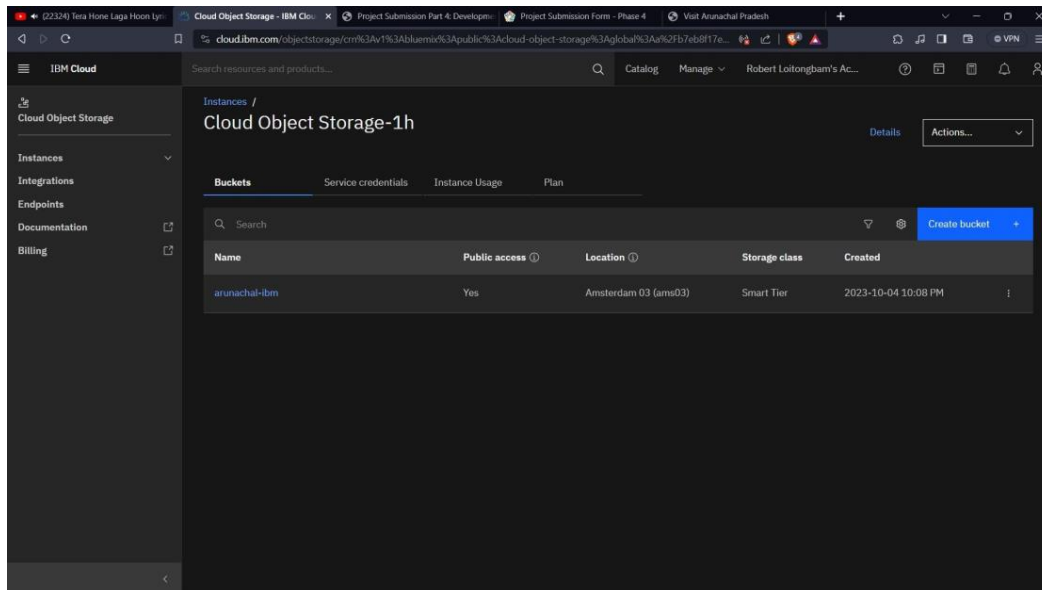 (22324) Tera Hone Laga Hoon Lyri
Cloud Object Storage - IBM Clou
Project Submission Part 4: Developme
Project Submission Form - Phase 4
Visit Arunachal Pradesh
cloud.ibm.com/objectstorage/crn%3Av1%3Abluemix%3Apublic%3Acloud-object-storage%3Aglobal%3Aa%2Fb7eb8f17e...
VPN
IBM Cloud
Search resources and products...
Catalog
Manage
Robert Loitongbam's Ac...
Cloud Object Storage
Instances
Integrations
Endpoints
Documentation
Billing
Instances /
Cloud Object Storage-1h
Details
Actions...
Buckets Service credentials Instance Usage Plan
Search
Create bucket +
Name Public access Location Storage class Created
arunachal-ibm Yes Amsterdam 03 (ams03) Smart Tier 2023-10-04 10:08 PM